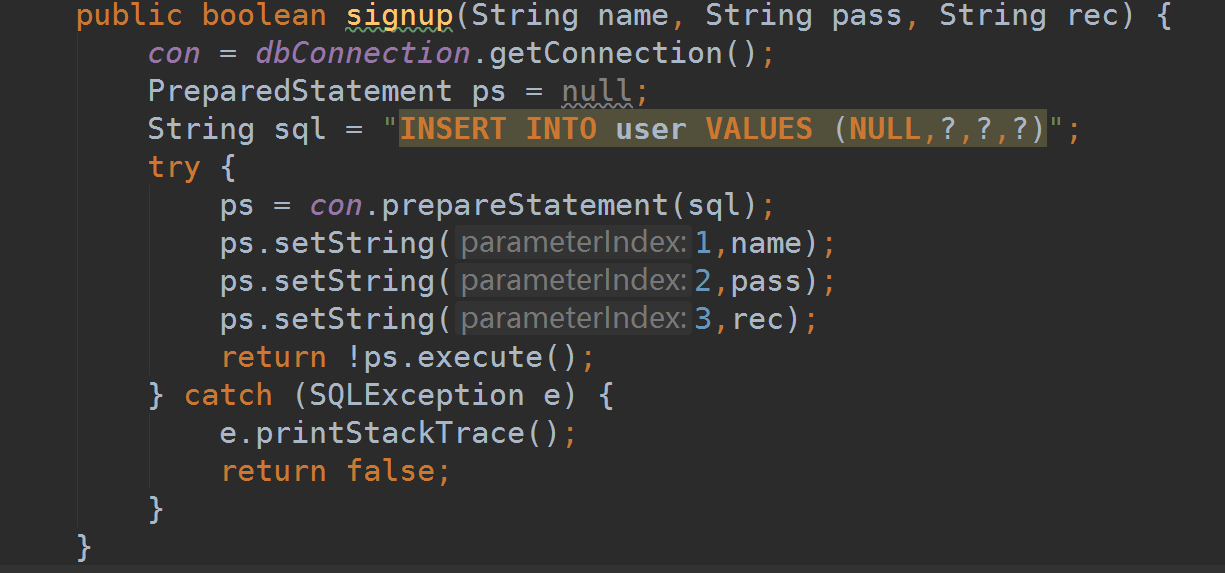 public boolean signup(String name, String pass, String rec) {
con = dbConnection.getConnection();
PreparedStatement ps = null;
String sql = "INSERT INTO user VALUES (NULL,?,?,?)";
try {
ps = con.prepareStatement(sql);
ps.setString( parameterIndex: 1,name);
ps.setString( parameterIndex: 2,pass);
ps.setString( parameterIndex: 3,rec);
return !ps.execute();
} catch (SQLException e) {
e.printStackTrace();
return false;
}
}